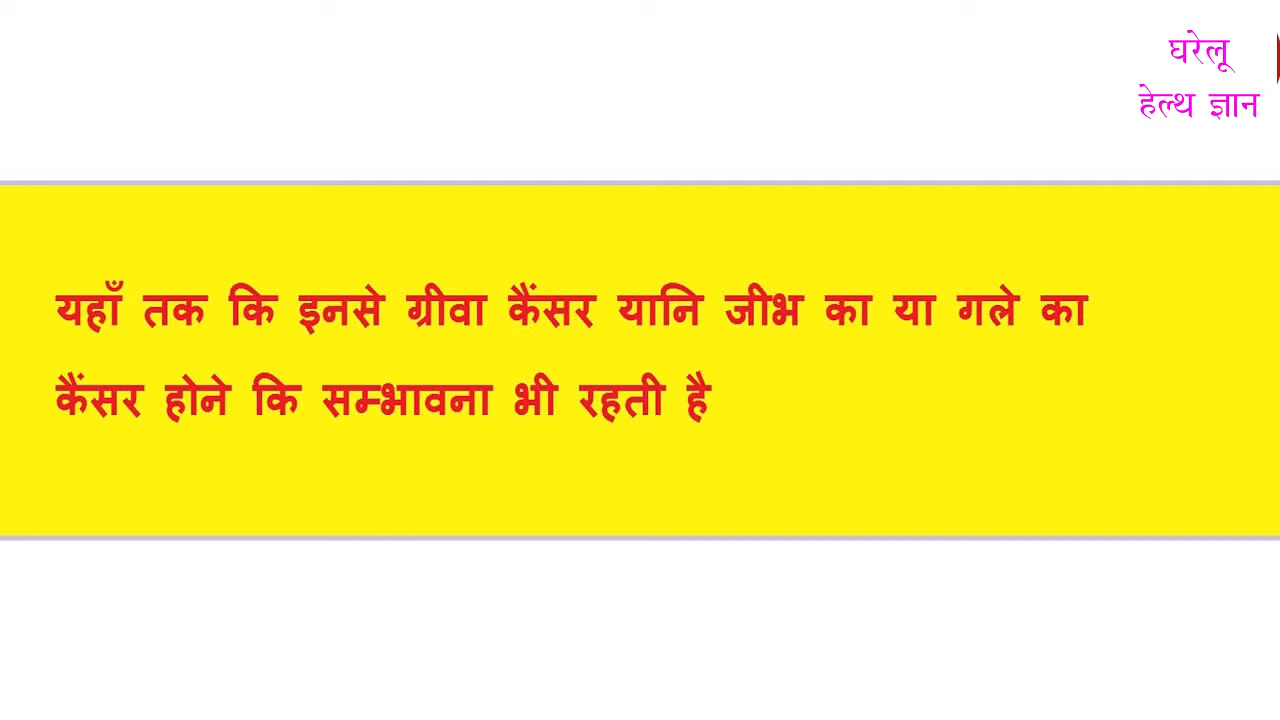 घरेलू
हेल्थ ज्ञान
यहाँ तक कि इनसे ग्रीवा कैंसर यानि जीभ का या गले का
कैंसर होने कि सम्भावना भी रहती है